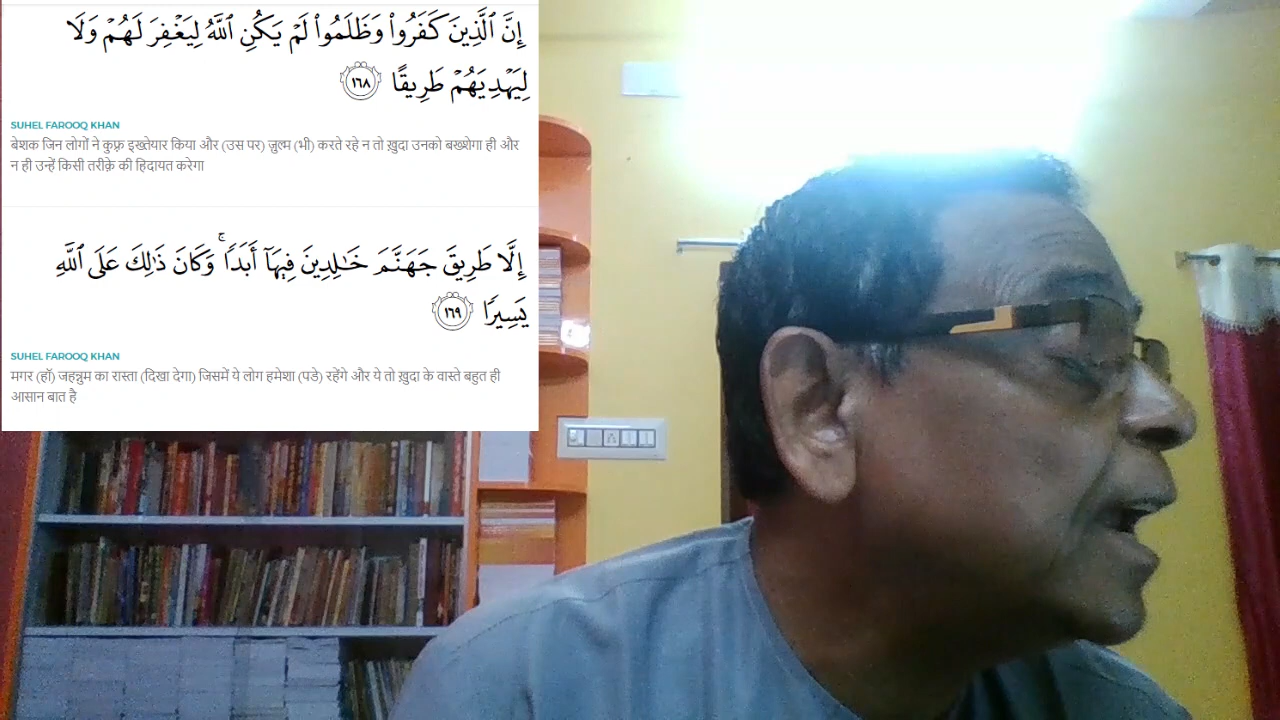 إِنَّ ٱلَّذِينَ كَفَرُوا۟ وَظَلَمُوا۟ لَمْ يَكُنِ ٱللَّهُ لِيَغْفِرَ لَهُمْ وَلَا
لِيَهْدِيَهُمْ طَرِيقًا ١٦٨
SUHEL FAROOQ KHAN
बेशक जिन लोगों ने कुफ़्र इख्तेयार किया और (उस पर) ज़ुल्म (भी) करते रहे न तो ख़ुदा उनको बख्शेगा ही और
न ही उन्हें किसी तरीक़े की हिदायत करेगा
إِلَّا طَرِيقَ جَهَنَّمَ خَـٰلِدِينَ فِيهَآ أَبَدًا ۚ وَكَانَ ذَٰلِكَ عَلَى ٱللَّهِ
يَسِيرًا ١٦٩
SUHEL FAROOQ KHAN
मगर (हॉ) जहन्नुम का रास्ता (दिखा देगा) जिसमें ये लोग हमेशा (पडे) रहेंगे और ये तो ख़ुदा के वास्ते बहुत ही
आसान बात है